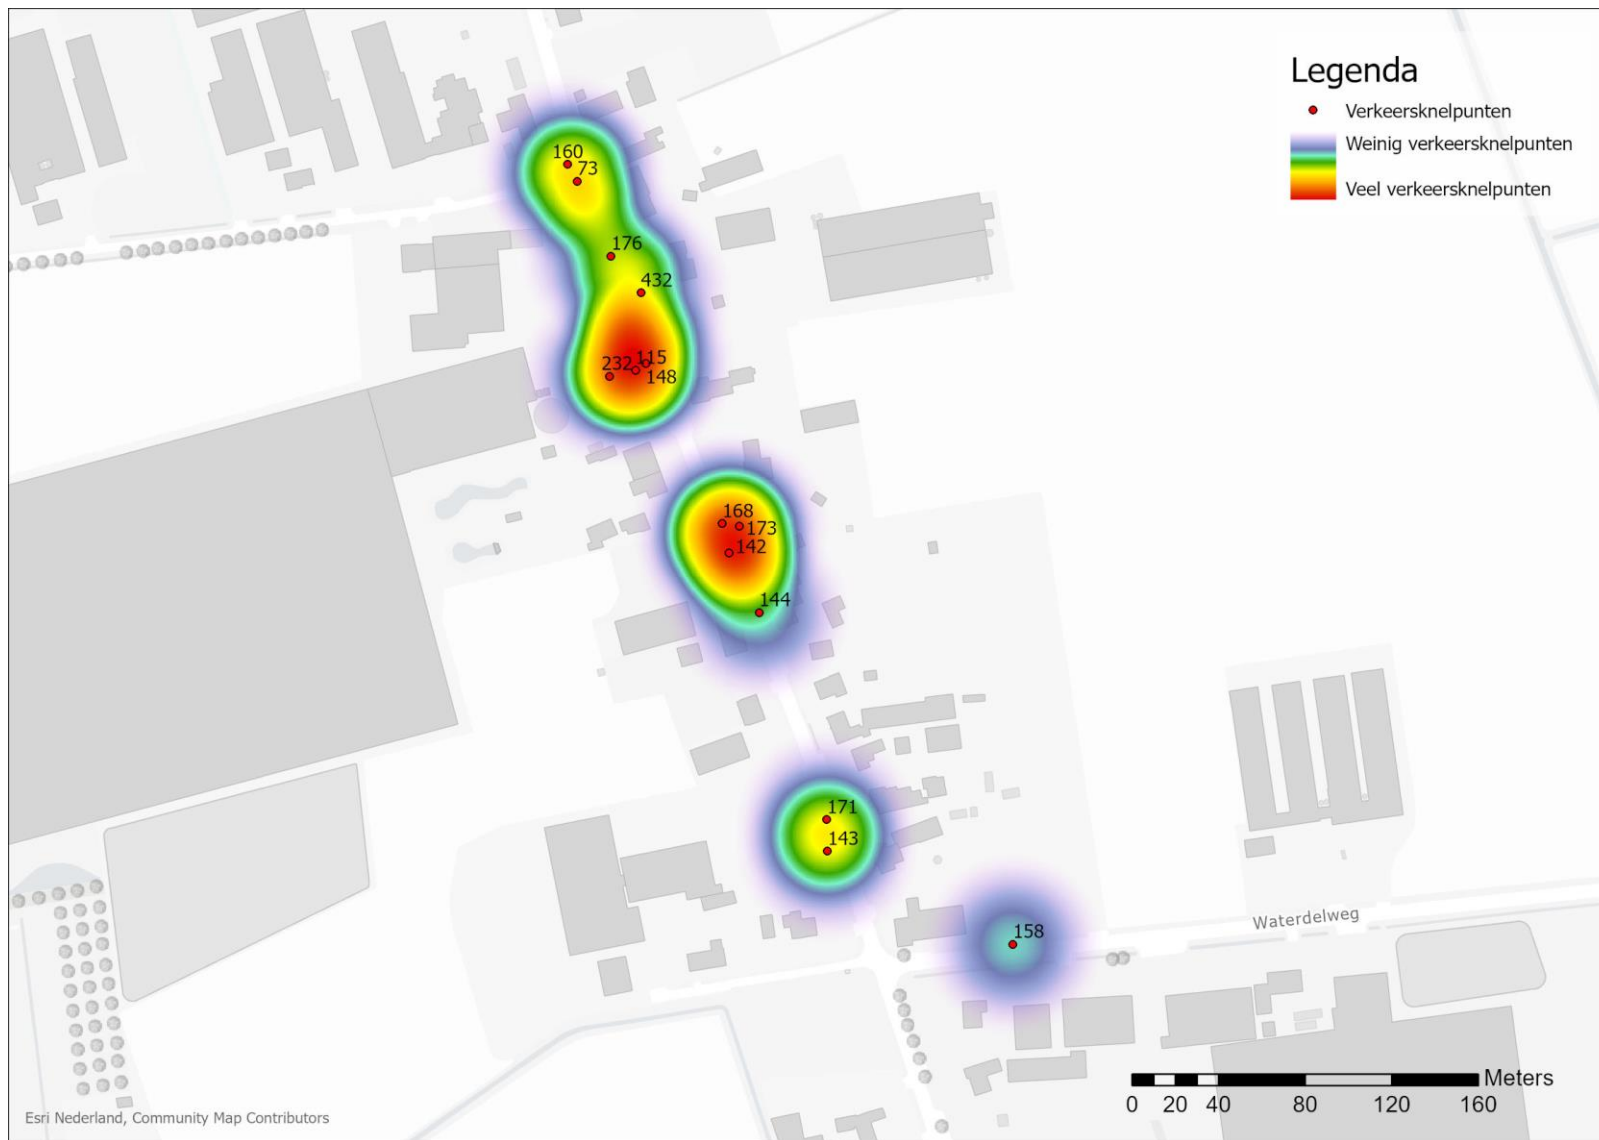 Legenda
Verkeersknelpunten
Weinig verkeersknelpunten
Veel verkeersknelpunten
160
73
176
432
232 115
148
168
173
142
144
171
143
158
Waterdelweg
Meters
0 20 40 80 120 160
Esri Nederland, Community Map Contributors